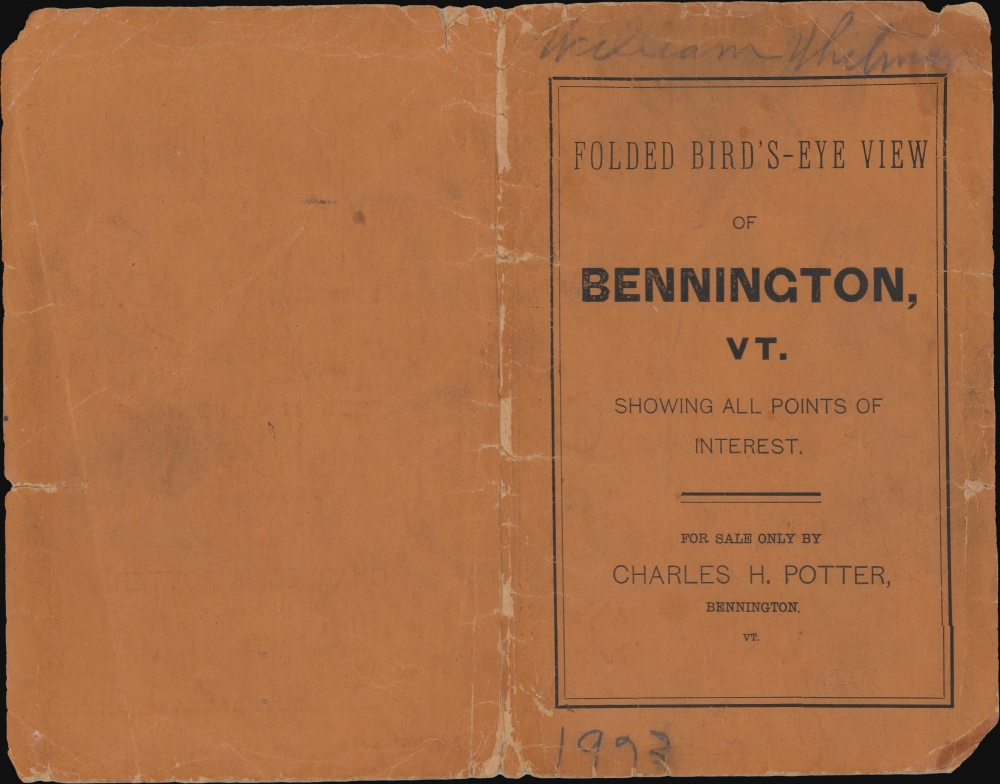 William Whitman
FOLDED BIRD'S-EYE VIEW
OF
BENNINGTON,
VT.
SHOWING ALL POINTS OF
INTEREST.
FOR SALE ONLY BY
CHARLES H. POTTER,
BENNINGTON,
VT.